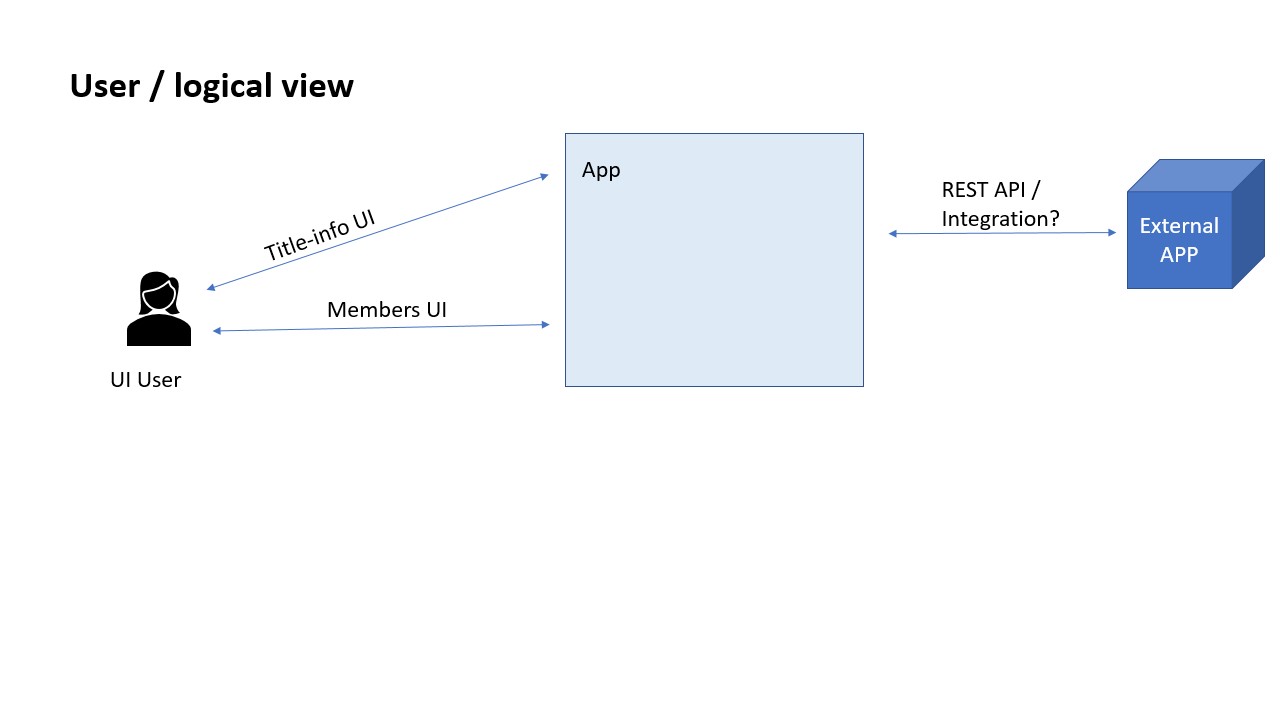 User / logical view
App
REST API /
Integration?
External
APP
Title-info UI
Members UI
UI User